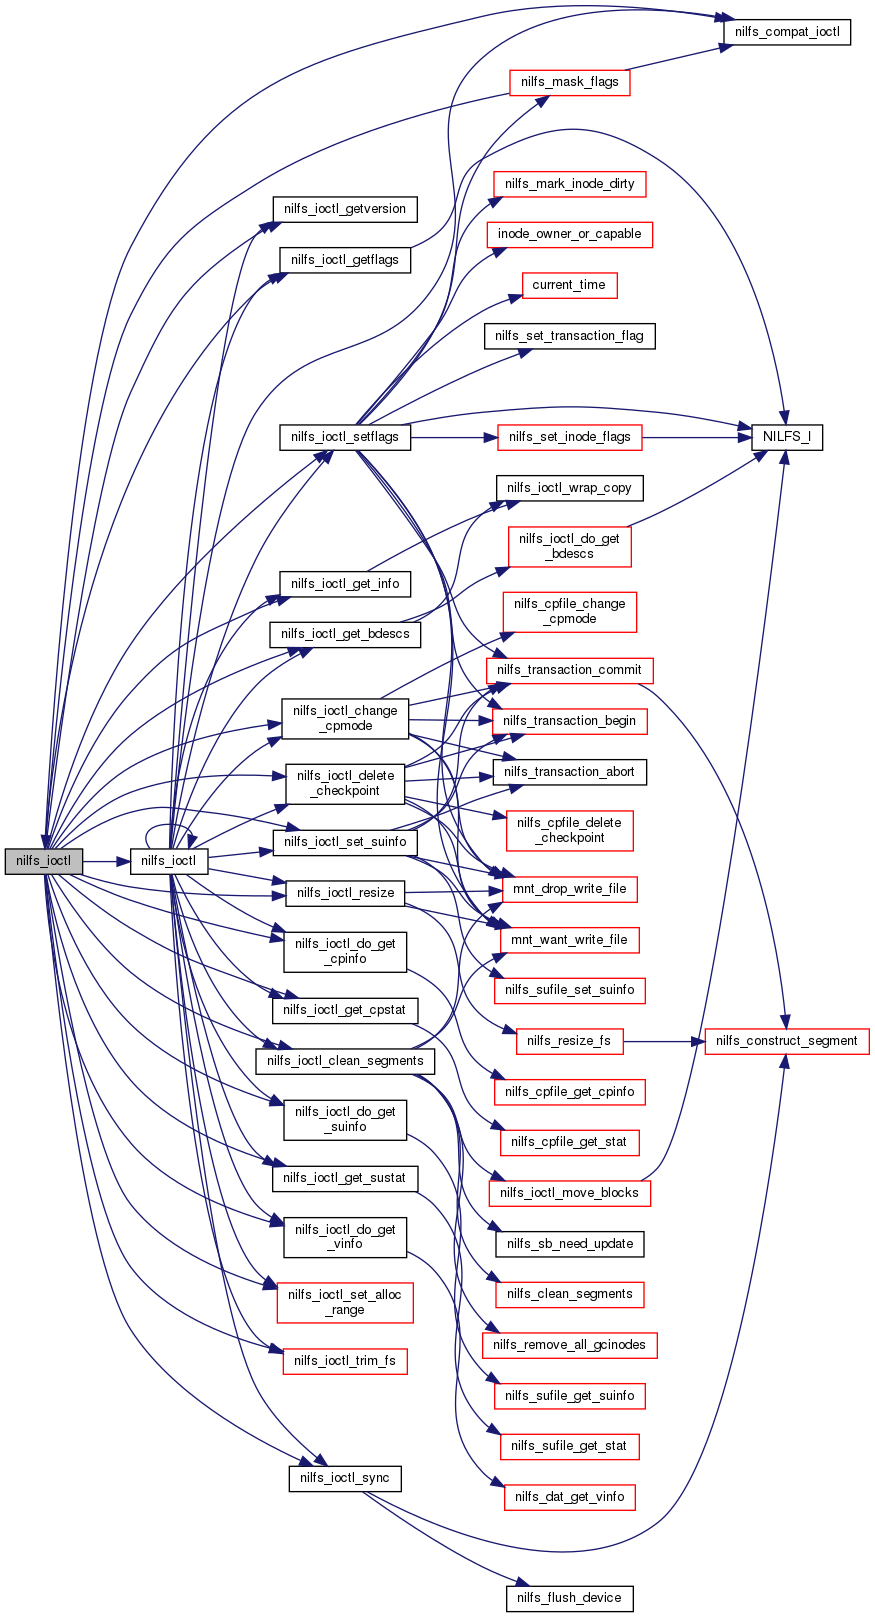 nilfs_compat_ioctl
nilfs_mask_flags
nilfs_mark_inode_dirty
nilfs_ioctl_getversion
inode_owner_or_capable
nilfs_ioctl_getflags
current_time
nilfs_set_transaction_flag
nilfs_ioctl_setflags
nilfs_set_inode_flags
NILFS_I
nilfs_ioctl_wrap_copy
nilfs_ioctl_do_get
_bdescs
nilfs_ioctl_get_info
nilfs_cpfile_change
_cpmode
nilfs_ioctl_get_bdescs
nilfs_transaction_commit
nilfs_ioctl_change
_cpmode
nilfs_transaction_begin
nilfs_transaction_abort
nilfs_ioctl_delete
_checkpoint
nilfs_cpfile_delete
_checkpoint
nilfs_ioctl_set_suinfo
nilfs_ioctl
nilfs_ioctl
nilfs_ioctl_resize
mnt_drop_write_file
mnt_want_write_file
nilfs_ioctl_do_get
_cpinfo
nilfs_sufile_set_suinfo
nilfs_ioctl_get_cpstat
nilfs_resize_fs
nilfs_construct_segment
nilfs_ioctl_clean_segments
nilfs_cpfile_get_cpinfo
nilfs_ioctl_do_get
_suinfo
nilfs_cpfile_get_stat
nilfs_ioctl_get_sustat
nilfs_ioctl_move_blocks
nilfs_ioctl_do_get
_vinfo
nilfs_sb_need_update
nilfs_clean_segments
nilfs_ioctl_set_alloc
_range
nilfs_remove_all_gcinodes
nilfs_ioctl_trim_fs
nilfs_sufile_get_suinfo
nilfs_sufile_get_stat
nilfs_ioctl_sync
nilfs_dat_get_vinfo
nilfs_flush_device